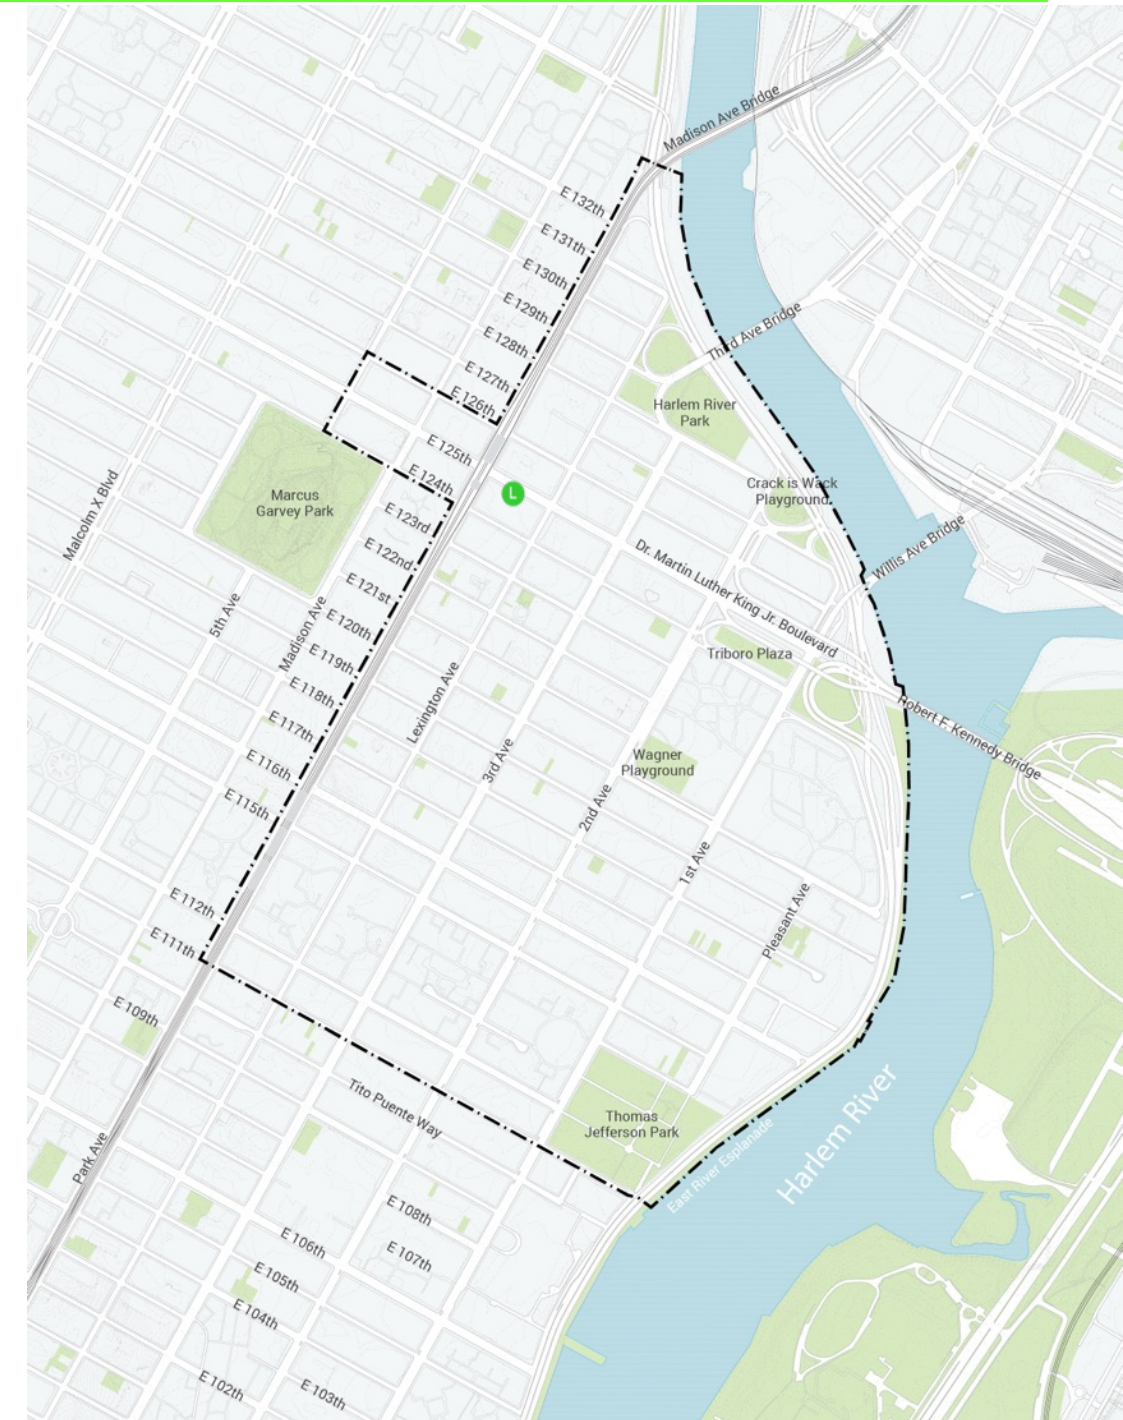 Madison Ave Bridge
E 132th
E 131th
E 130th
E 129th
Third Ave Bridge
E 128th
E 127th
E 126th
Harlem River
Park
E 125th
E 124th
Crack is Wack
Playground
L
Marcus
Garvey Park
Malcolm X Blvd
E 123rd
Willis Ave Bridge
E 122nd
Dr. Martin Luther King Jr. Boulevard
E 121st
5th Ave
E 120th
Madison Ave
E 119th
Triboro Plaza
E 118th
Lexington Ave
E 117th
Robert F. Kennedy Bridge
3rd Ave
Wagner
Playground
E 116th
E 115th
2nd Ave
1st Ave
E 112th
Pleasant Ave
E 111th
E 109th
Tito Puente Way
Thomas
Jefferson Park
Harlem River
East River Esplanade
Park Ave
E 108th
E 106th
E 107th
E 105th
E 104th
E 102th
E 103th